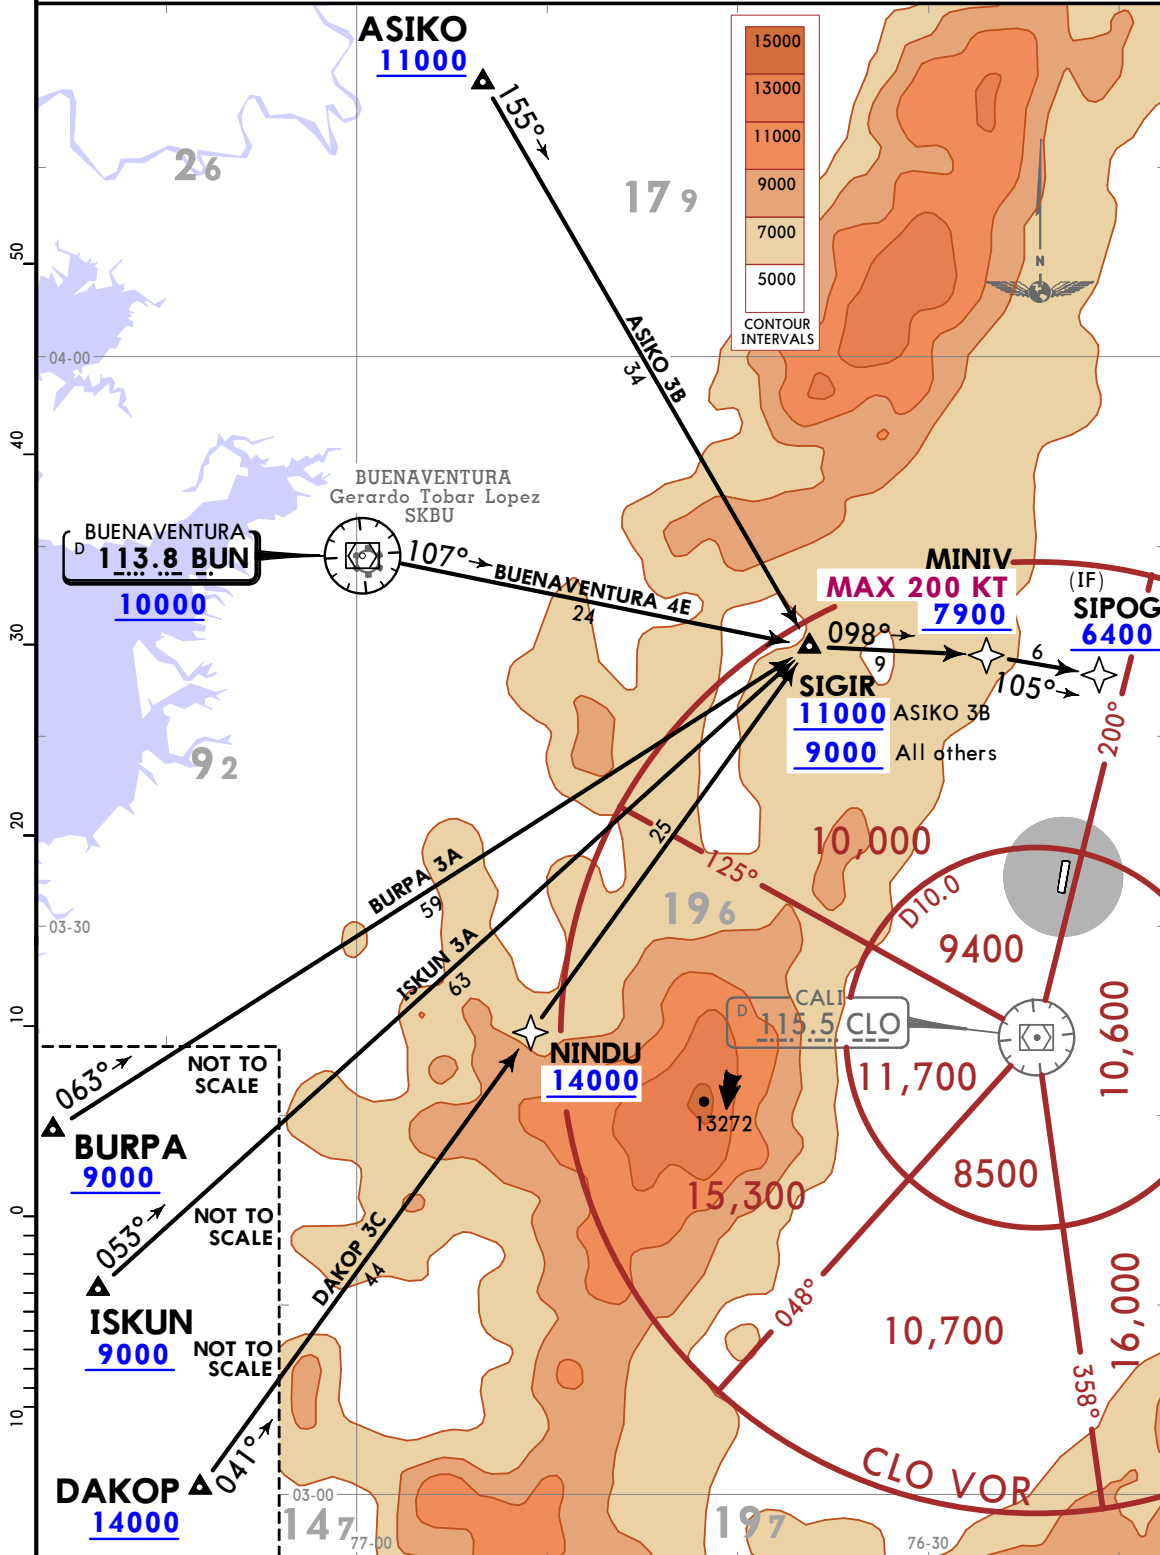 ASIKO
11000
155°
15000
13000
11000
9000
7000
5000
CONTOUR
INTERVALS
26
17 9
N
50
04-00
ASIKO 3B
34
40
BUENAVENTURA
Gerardo Tobar Lopez
SKBU
BUENAVENTURA
D 113.8 BUN
10000
107°
BUENAVENTURA 4E
24
MINIV
MAX 200 KT
7900
(IF)
SIPOG
6400
30
098°
9
6
105°
SIGIR
11000 ASIKO 3B
9000 All others
200°
92
20
25
10,000
125°
BURPA 3A
59
D10.0
196
03-30
ISKUN 3A
63
9400
CALI
D 115.5 CLO
10,600
10
NOT TO
SCALE
063°
NINDU
14000
11,700
13272
BURPA
9000
8500
15,300
0
NOT TO
SCALE
053°
DAKOP 3C
44
048°
16,000
ISKUN
9000
NOT TO
SCALE
10,700
358°
10
041°
CLO VOR
DAKOP
14000
03-00
147
77-00
197
76-30